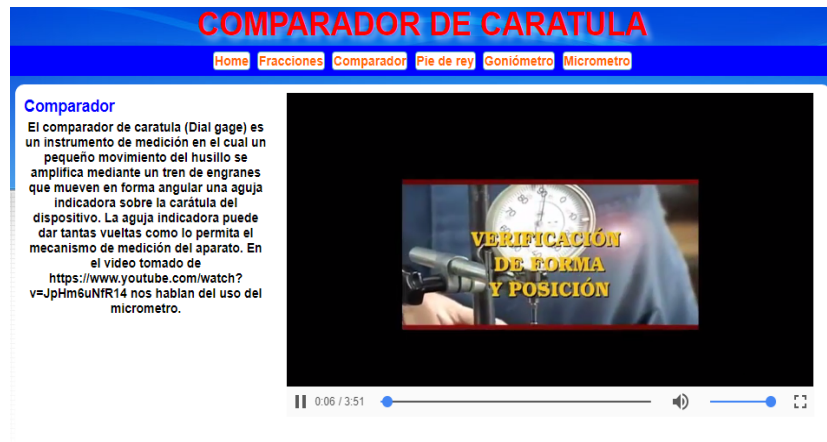 COMPARADOR DE CARATULA
Home Fracciones Comparador Pie de rey Goniómetro Micrometro
Comparador
El comparador de caratula (Dial gage) es
un instrumento de medición en el cual un
pequeño movimiento del husillo se
amplifica mediante un tren de engranes
que mueven en forma angular una aguja
indicadora sobre la carátula del
dispositivo. La aguja indicadora puede
dar tantas vueltas como lo permita el
mecanismo de medición del aparato. En
el video tomado de
https://www.youtube.com/watch?
v=JpHm6uNfR14 nos hablan del uso del
micrometro.
VERIFICACIÓN
DE FORMA
Y POSICIÓN
0:06 / 3:51